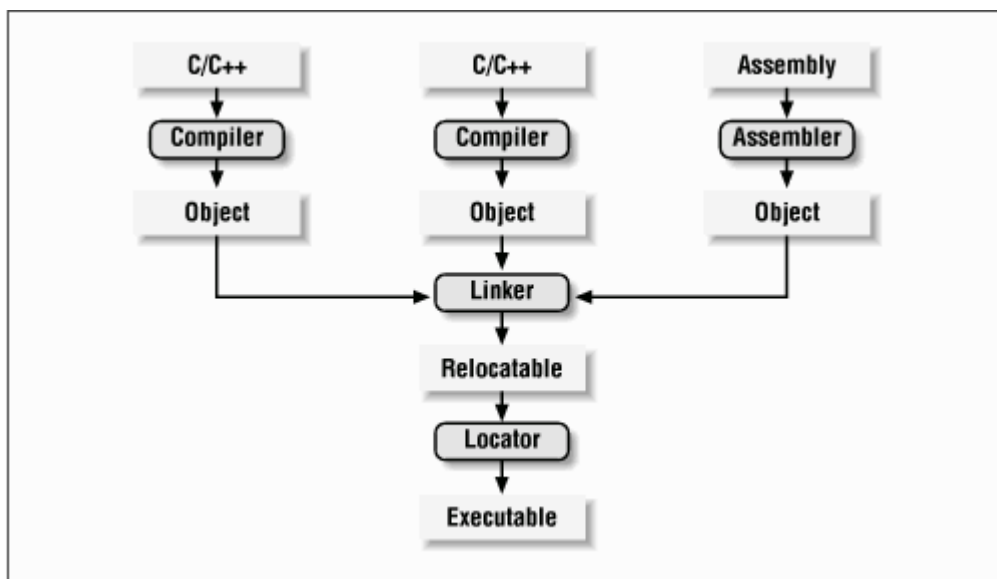 C/C++
C/C++
Assembly
Compiler
Compiler
Assembler
Object
Object
Object
Linker
Relocatable
Locator
Executable